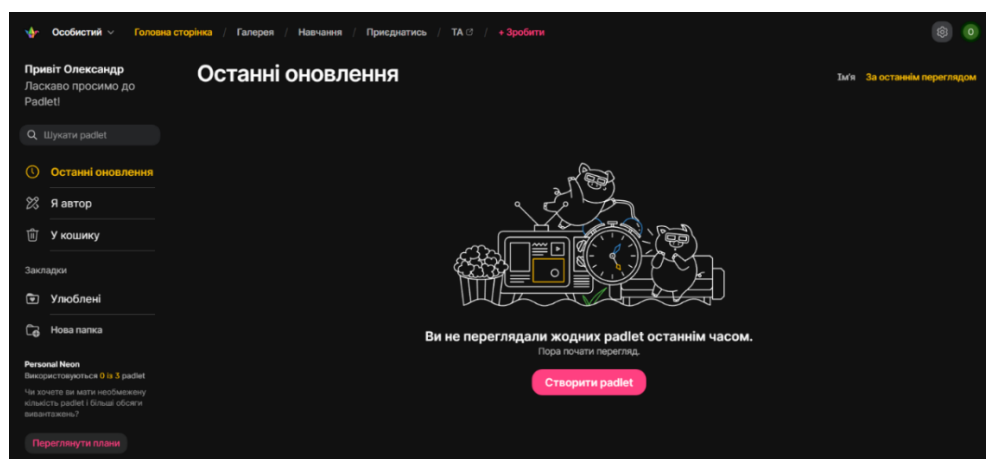 Особистий
Головна сторінка / Галерея / Навчання / Приєднатись / TA / + Зробити
O
Привіт Олександр
Ласкаво просимо до
Padlet!
Останні оновлення
Ім'я За останнім переглядом
Шукати padlet
Останні оновлення
Я автор
У кошику
Закладки
Улюблені
Нова папка
Ви не переглядали жодних padlet останнім часом.
Пора почати перегляд.
Створити padlet
Personal Neon
Використовуються 0 із 3 padlet
Чи хочете ви мати необмежену
кількість padlet і більші обсяги
вивантажень?
Переглянути плани